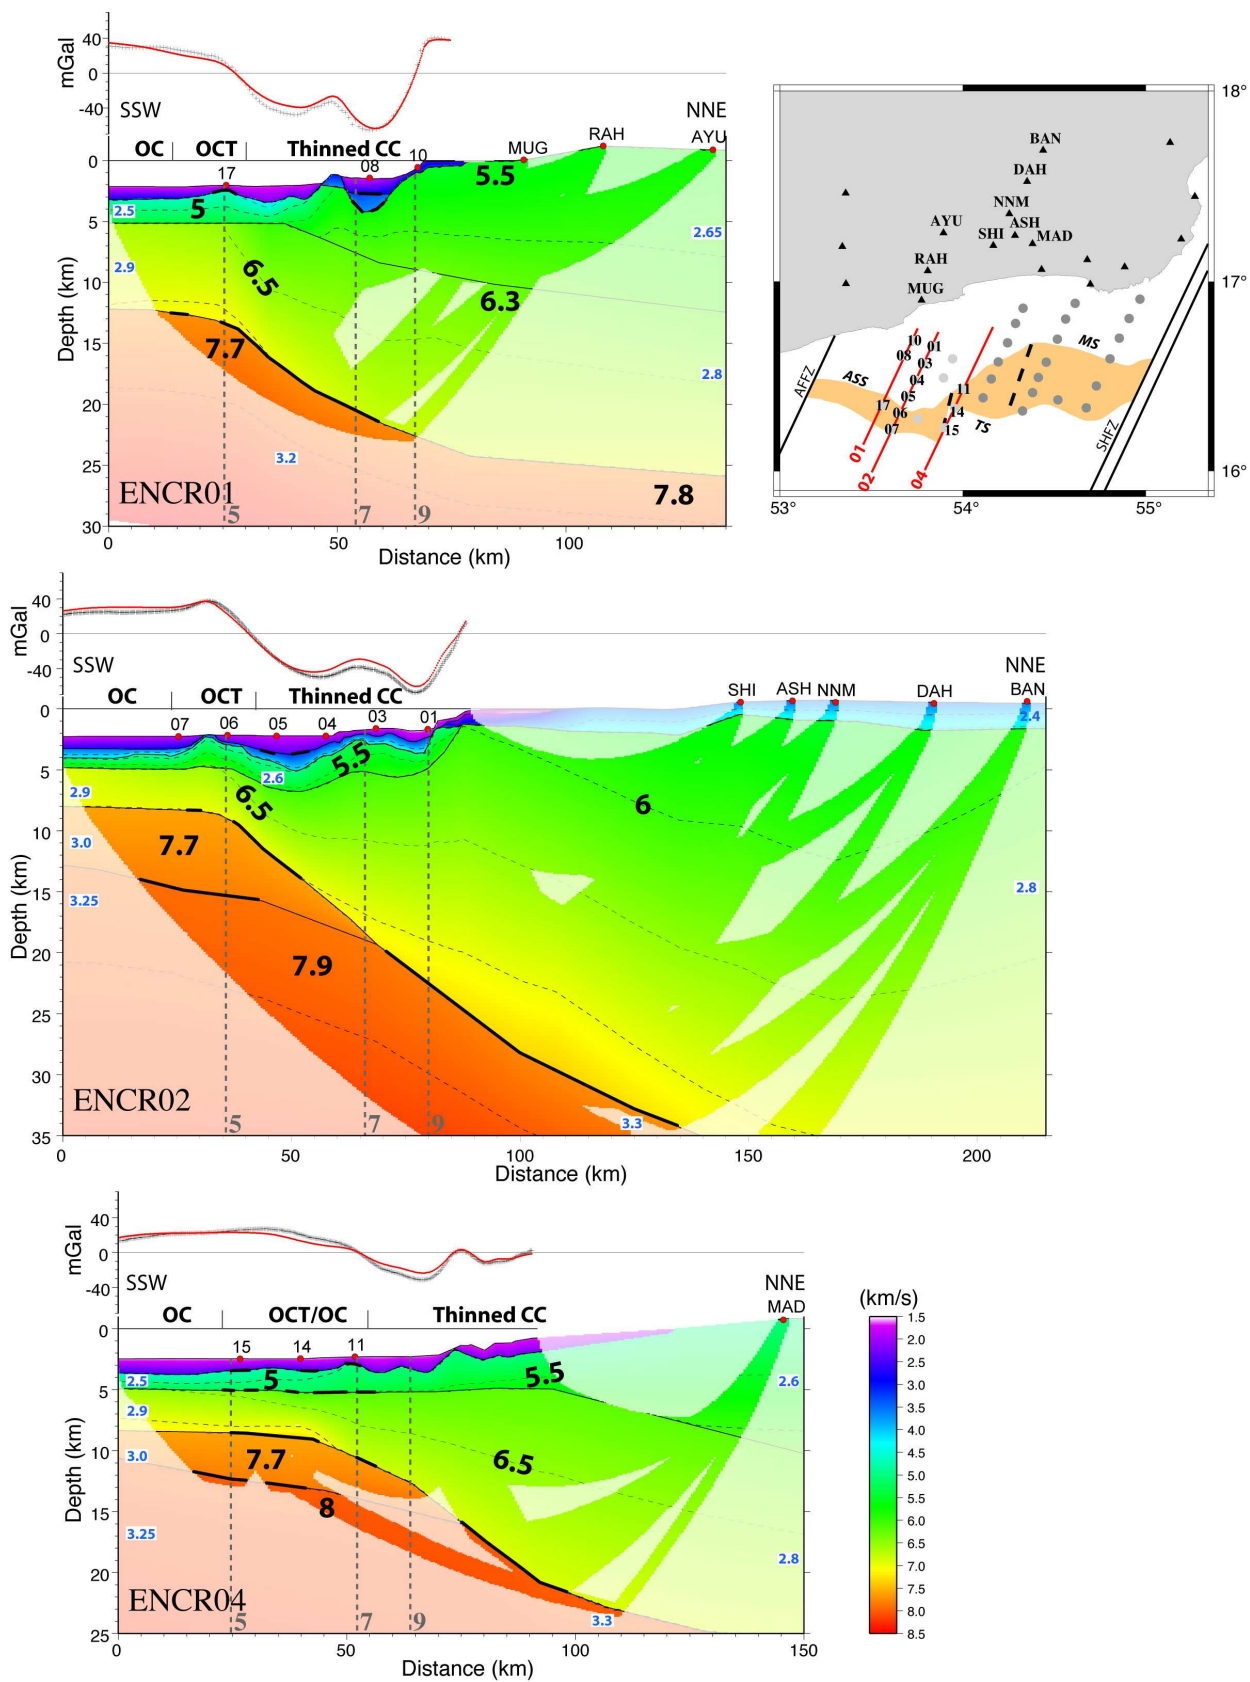 mGal
40
0
-40
SSW
NNE
OC
OCT
Thinned CC
17
08
10
MUG
RAH
AYU
0
5
10
15
20
25
30
Depth (km)
2.5
5
5.5
2.65
2.9
6.5
6.3
7.7
2.8
3.2
7.8
ENCR01
5
7
9
0
50
100
Distance (km)
18°
17°
16°
53°
54°
55°
BAN
DAH
NNM
AYU
ASH
SHI
MAD
RAH
MUG
10
01
08
03
04
05
11
17
06
14
07
15
AFFZ
ASS
MS
TS
SHFZ
01
02
04
mGal
40
0
-40
SSW
NNE
OC
OCT
Thinned CC
07
06
05
04
03
01
SHI
ASH
NNM
DAH
BAN
0
5
10
15
20
25
30
35
Depth (km)
2.4
2.6
5.5
2.9
6.5
6
3.0
7.7
2.8
3.25
7.9
3.3
ENCR02
5
7
9
0
50
100
150
200
Distance (km)
mGal
40
0
-40
SSW
NNE
OC
OCT/OC
Thinned CC
15
14
11
MAD
0
5
10
15
20
25
Depth (km)
2.5
5
5.5
2.6
2.9
3.0
7.7
6.5
8
3.25
2.8
3.3
ENCR04
5
7
9
0
50
100
150
Distance (km)
(km/s)
1.5
2.0
2.5
3.0
3.5
4.0
4.5
5.0
5.5
6.0
6.5
7.0
7.5
8.0
8.5